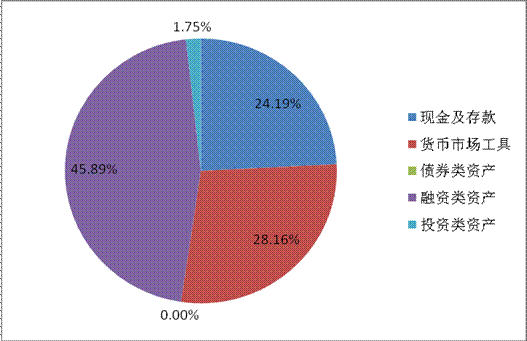 1.75%
24.19%
45.89%
28.16%
0.00%
现金及存款
货币市场工具
债券类资产
融资类资产
投资类资产